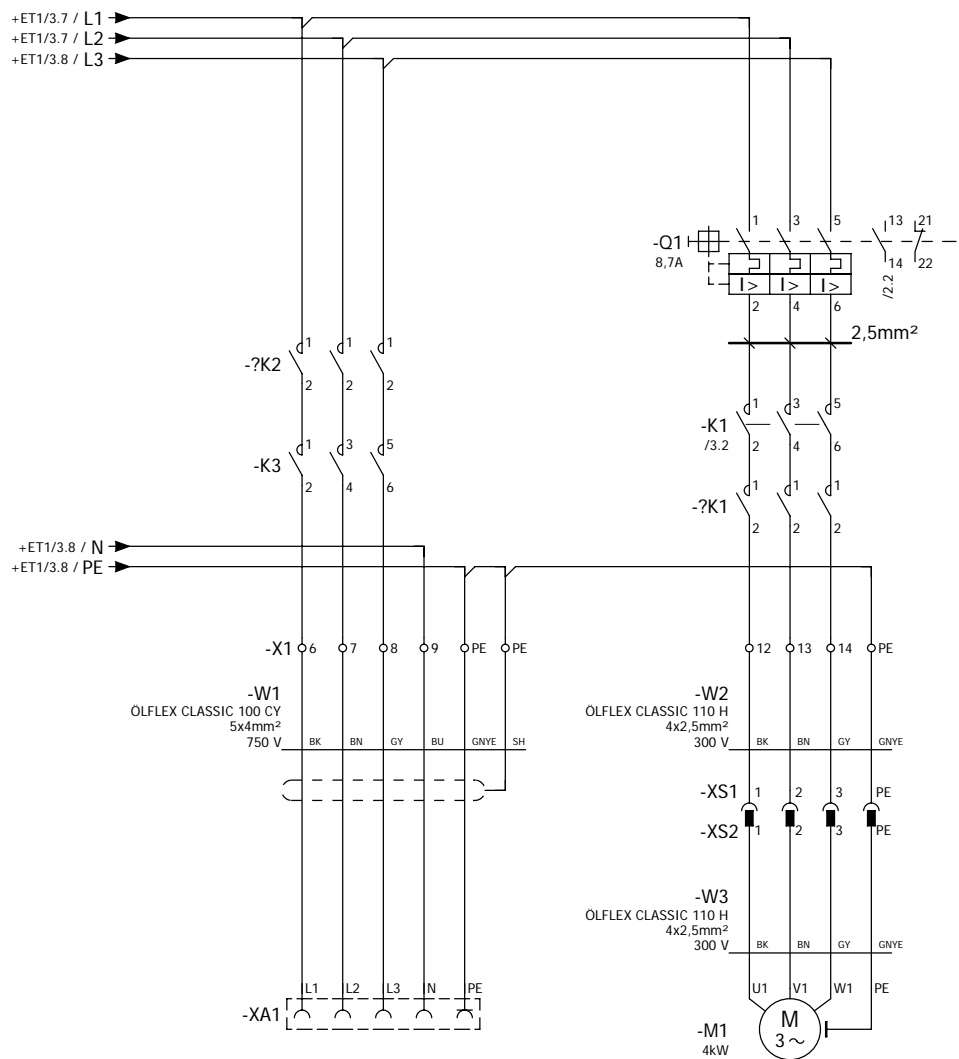 +ET1/3.7 / L1
+ET1/3.7 / L2
+ET1/3.8 / L3
1 3 5 13 21
-Q1
8,7A
14 22
/2.2
I> I> I>
2 4 6
2,5mm²
-?K2 1 1 1
2 2 2
-K1 1 3 5
/3.2 2 4 6
-K3 1 3 5
2 4 6
-?K1 1 1 1
2 2 2
+ET1/3.8 / N
+ET1/3.8 / PE
-X1 6 7 8 9 PE PE 12 13 14 PE
-W1
ÖLFLEX CLASSIC 100 CY
5x4mm²
750 V BK BN GY BU GNYE SH
-W2
ÖLFLEX CLASSIC 110 H
4x2,5mm²
300 V BK BN GY GNYE
-XS1 1 2 3 PE
-XS2 1 2 3 PE
-W3
ÖLFLEX CLASSIC 110 H
4x2,5mm²
300 V BK BN GY GNYE
L1 L2 L3 N PE
-XA1
U1 V1 W1 PE
-M1
4kW
M
3~